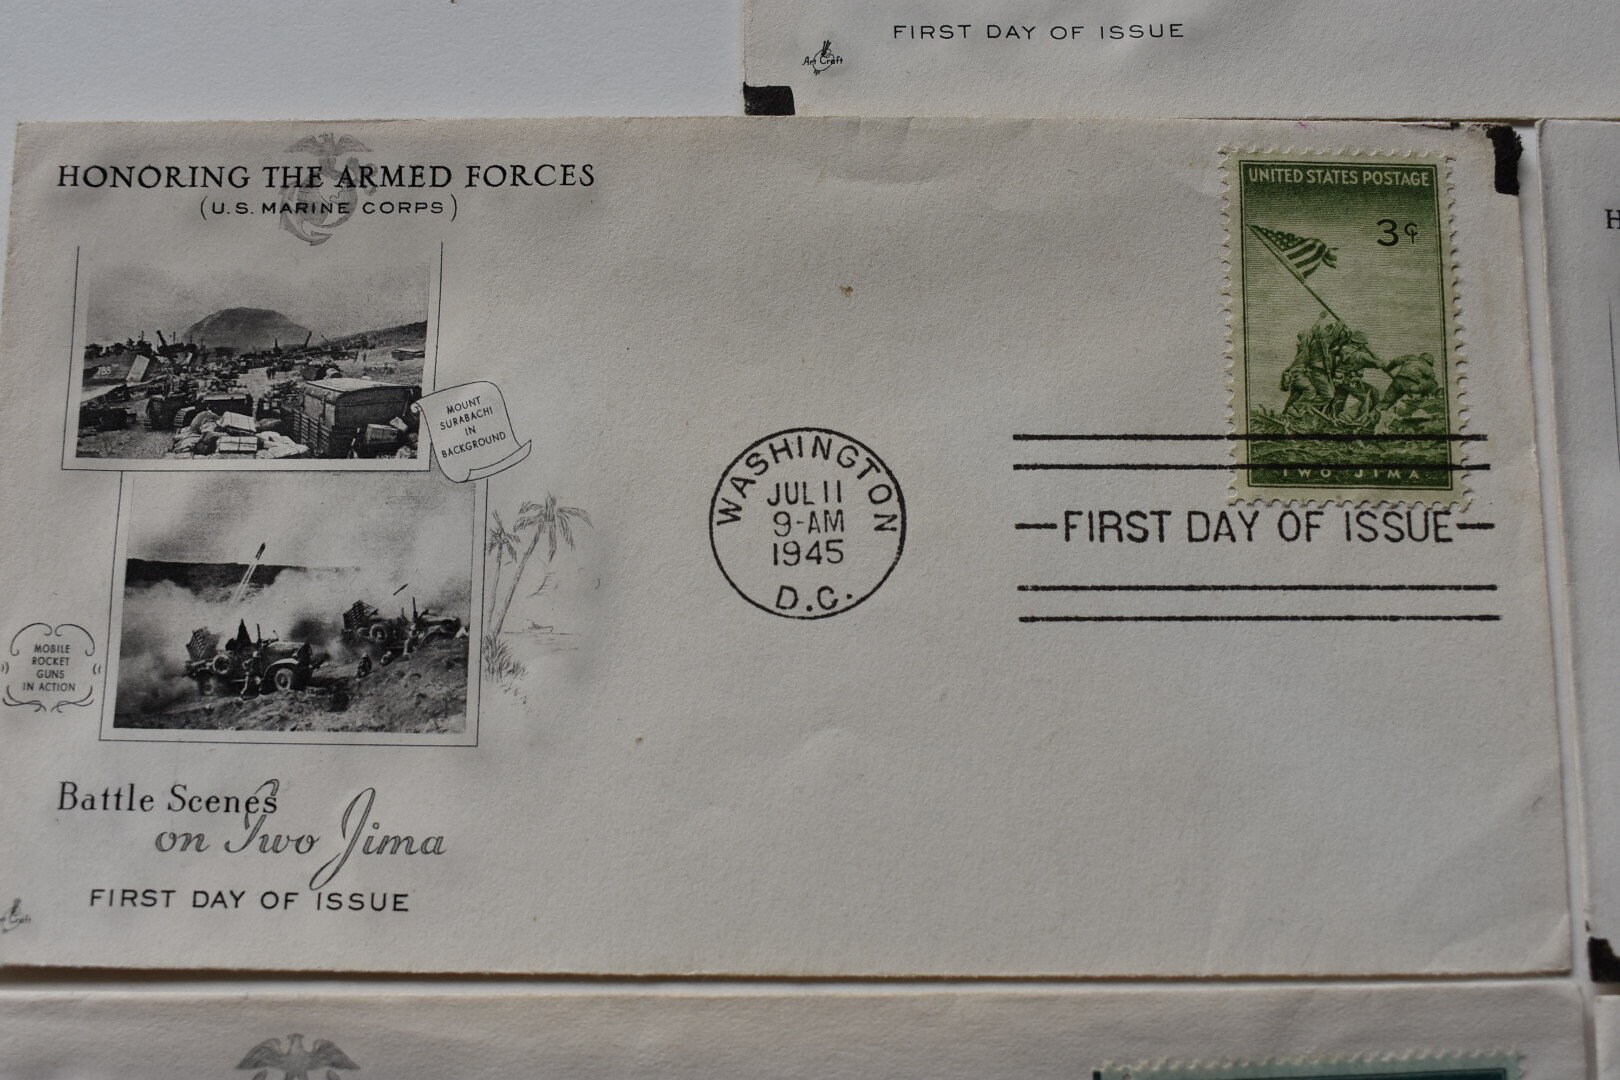 FIRST DAY OF ISSUE
Art Craft
HONORING THE ARMED FORCES
(U.S. MARINE CORPS)
MOUNT
SURABACHI
IN
BACKGROUND
MOBILE
ROCKET
GUNS
IN ACTION
Battle Scenes
on Iwo Jima
FIRST DAY OF ISSUE
Art Craft
WASHINGTON
JUL 11
9-AM
1945
D.C.
UNITED STATES POSTAGE
3¢
IWO JIMA
FIRST DAY OF ISSUE
H